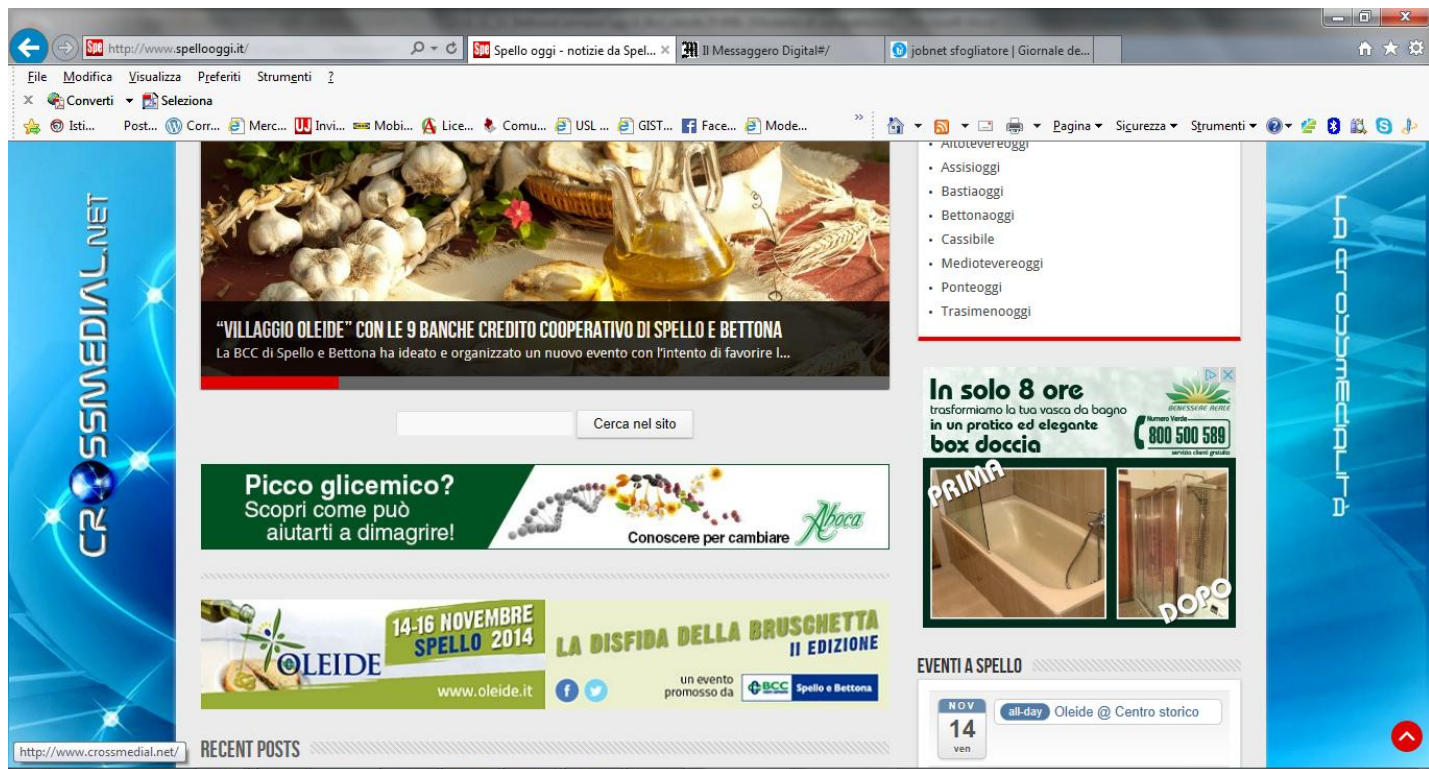 http://www.spellooggi.it/
Spello oggi - notizie da Spel...
Il Messaggero Digital#/
jobnet sfogliatore | Giornale de...
File Modifica Visualizza Preferiti Strumenti ?
x Converti Seleziona
Isti... Post... Corr... Merc... Invi... Mobi... Lice... Comu... USL ... GIST... Face... Mode... »
» Pagina Sicurezza Strumenti
CROSSMEDIAL.NET
"VILLAGGIO OLEIDE" CON LE 9 BANCHE CREDITO COOPERATIVO DI SPELLO E BETTONA
La BCC di Spello e Bettona ha ideato e organizzato un nuovo evento con l'intento di favorire l...
Cerca nel sito
Picco glicemico?
Scopri come può
aiutarti a dimagrire!
Conoscere per cambiare
Aboca
OLEIDE
14-16 NOVEMBRE
SPELLO 2014
www.oleide.it
LA DISFIDA DELLA BRUSCHETTA
II EDIZIONE
un evento
promosso da
BCC
Spello e Bettona
RECENT POSTS
http://www.crossmedial.net/
Altotevereoggi
Assisioggi
Bastiaoggi
Bettonaoggi
Cassibile
Mediotevereoggi
Ponteoggi
Trasimenooggi
In solo 8 ore
trasformiamo la tua vasca da bagno
in un pratico ed elegante
box doccia
BENESSERE REALE
Numero Verde
800 500 589
servizio clienti gratuito
PRIMA
DOPO
EVENTI A SPELLO
NOV
14
ven
all-day Oleide @ Centro storico
LA CROSSMEDIALITÀ